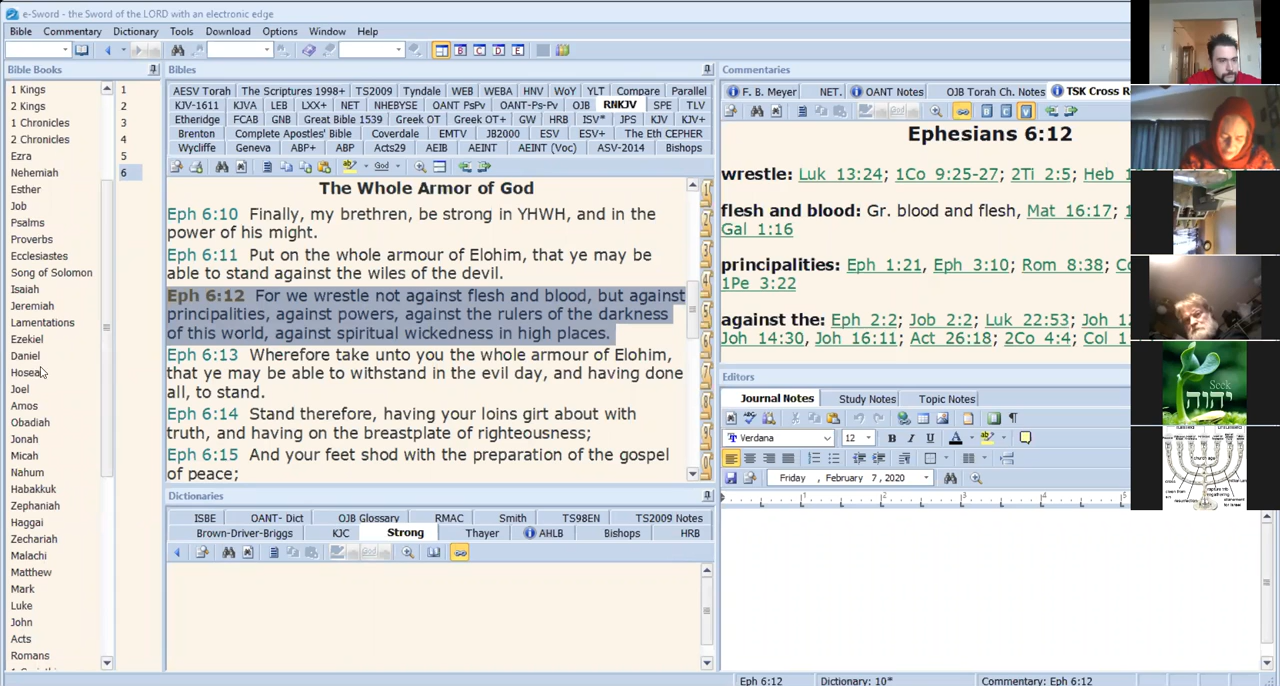 e-Sword - the Sword of the LORD with an electronic edge
Bible Commentary Dictionary Tools Download Options Window Help
Bible Books
1 Kings
2 Kings
1 Chronicles
2 Chronicles
Ezra
Nehemiah
Esther
Job
Psalms
Proverbs
Ecclesiastes
Song of Solomon
Isaiah
Jeremiah
Lamentations
Ezekiel
Daniel
Hosea
Joel
Amos
Obadiah
Jonah
Micah
Nahum
Habakkuk
Zephaniah
Haggai
Zechariah
Malachi
Matthew
Mark
Luke
John
Acts
Romans
1
2
3
4
5
6
Bibles
AESV Torah The Scriptures 1998+ TS2009 Tyndale WEB WEBA HNV WoY YLT Compare Parallel
KJV-1611 KJVA LEB LXX+ NET NHEBYSE OANT PsPv OANT-Ps-Pv OJB RNKJV SPE TLV
Etheridge FCAB GNB Great Bible 1539 Greek OT Greek OT+ GW HRB ISV* JPS KJV KJV+
Brenton Complete Apostles' Bible Coverdale EMTV JB2000 ESV ESV+ The Eth CEPHER
Wycliffe Geneva ABP+ ABP Acts29 AEIB AEINT AEINT (Voc) ASV-2014 Bishops
God
The Whole Armor of God
Eph 6:10 Finally, my brethren, be strong in YHWH, and in the
power of his might.
Eph 6:11 Put on the whole armour of Elohim, that ye may be
able to stand against the wiles of the devil.
Eph 6:12 For we wrestle not against flesh and blood, but against
principalities, against powers, against the rulers of the darkness
of this world, against spiritual wickedness in high places.
Eph 6:13 Wherefore take unto you the whole armour of Elohim,
that ye may be able to withstand in the evil day, and having done
all, to stand.
Eph 6:14 Stand therefore, having your loins girt about with
truth, and having on the breastplate of righteousness;
Eph 6:15 And your feet shod with the preparation of the gospel
of peace;
Dictionaries
ISBE OANT- Dict OJB Glossary RMAC Smith TS98EN TS2009 Notes
Brown-Driver-Briggs KJC Strong Thayer AHLB Bishops HRB
God
Commentaries
F. B. Meyer NET. OANT Notes OJB Torah Ch. Notes TSK Cross R
God
Ephesians 6:12
wrestle: Luk 13:24; 1Co 9:25-27; 2Ti 2:5; Heb
flesh and blood: Gr. blood and flesh, Mat 16:17; 1
Gal 1:16
principalities: Eph 1:21, Eph 3:10; Rom 8:38; Co
1Pe 3:22
against the: Eph 2:2; Job 2:2; Luk 22:53; Joh 12
Joh 14:30, Joh 16:11; Act 26:18; 2Co 4:4; Col 1
Editors
Journal Notes Study Notes Topic Notes
Verdana 12 B I U A
Friday , February 7, 2020
1 2 3 4 5
Eph 6:12 Dictionary: 10* Commentary: Eph 6:12
Seek
יהוה